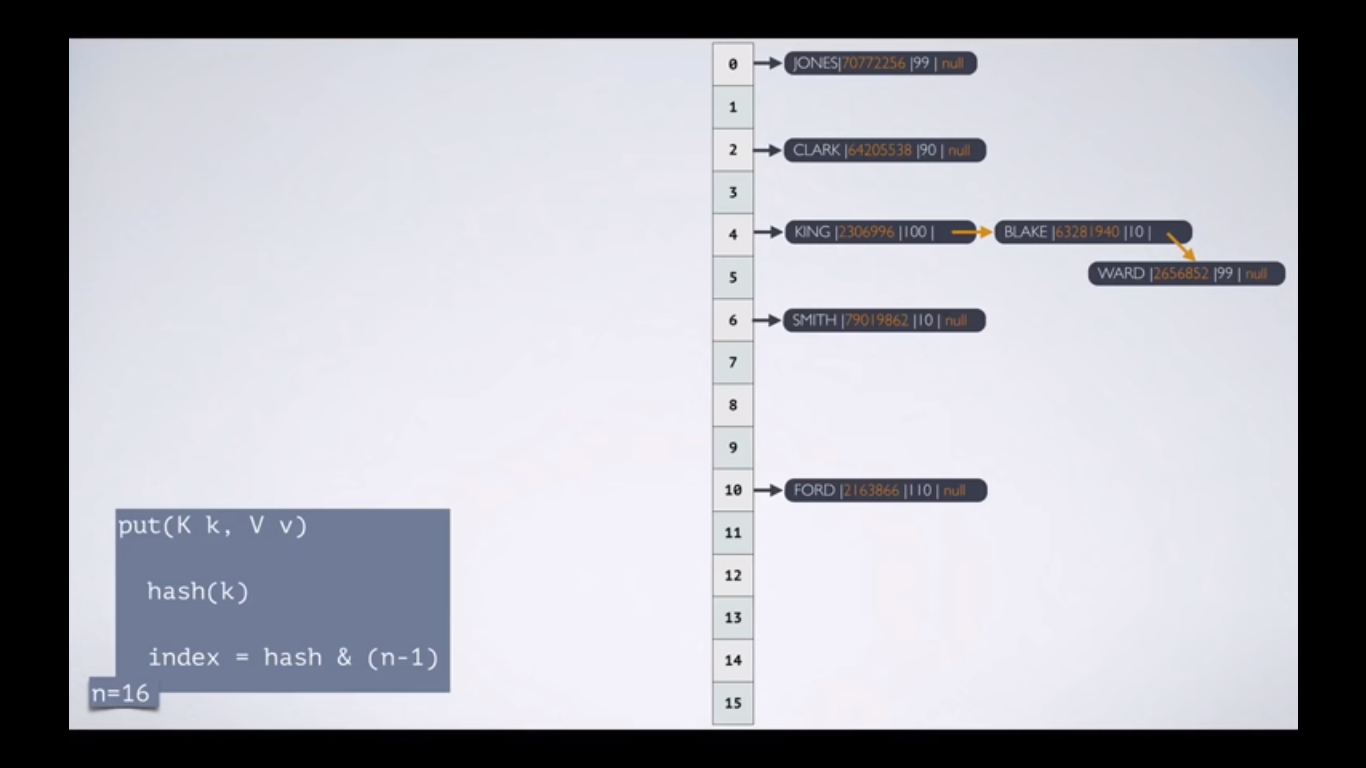 0 JONES|70772256 |99 | null
1
2 CLARK |64205538 |90 | null
3
4 KING |2306996 |100 | BLAKE |63281940 |10 |
5 WARD |2656852 |99 | null
6 SMITH |79019862 |10 | null
7
8
9
10 FORD |2163866 |110 | null
11
12
13
14
15
put(K k, V v)
hash(k)
index = hash & (n-1)
n=16